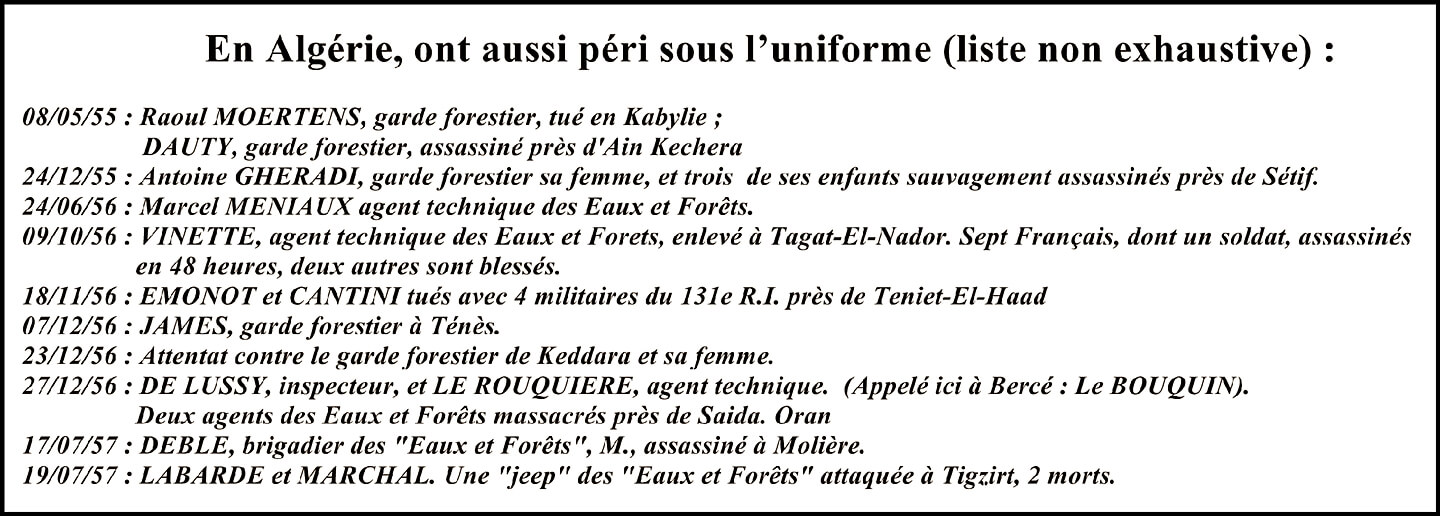 En Algérie, ont aussi péri sous l’uniforme (liste non exhaustive) :
08/05/55 : Raoul MOERTENS, garde forestier, tué en Kabylie ;
DAUTY, garde forestier, assassiné près d'Ain Kechera
24/12/55 : Antoine GHERADI, garde forestier sa femme, et trois de ses enfants sauvagement assassinés près de Sétif.
24/06/56 : Marcel MENIAUX agent technique des Eaux et Forêts.
09/10/56 : VINETTE, agent technique des Eaux et Forets, enlevé à Tagat-El-Nador. Sept Français, dont un soldat, assassinés
en 48 heures, deux autres sont blessés.
18/11/56 : EMONOT et CANTINI tués avec 4 militaires du 131e R.I. près de Teniet-El-Haad
07/12/56 : JAMES, garde forestier à Ténès.
23/12/56 : Attentat contre le garde forestier de Keddara et sa femme.
27/12/56 : DE LUSSY, inspecteur, et LE ROUQUIERE, agent technique. (Appelé ici à Bercé : Le BOUQUIN).
Deux agents des Eaux et Forêts massacrés près de Saida. Oran
17/07/57 : DEBLE, brigadier des "Eaux et Forêts", M., assassiné à Molière.
19/07/57 : LABARDE et MARCHAL. Une "jeep" des "Eaux et Forêts" attaquée à Tigzirt, 2 morts.